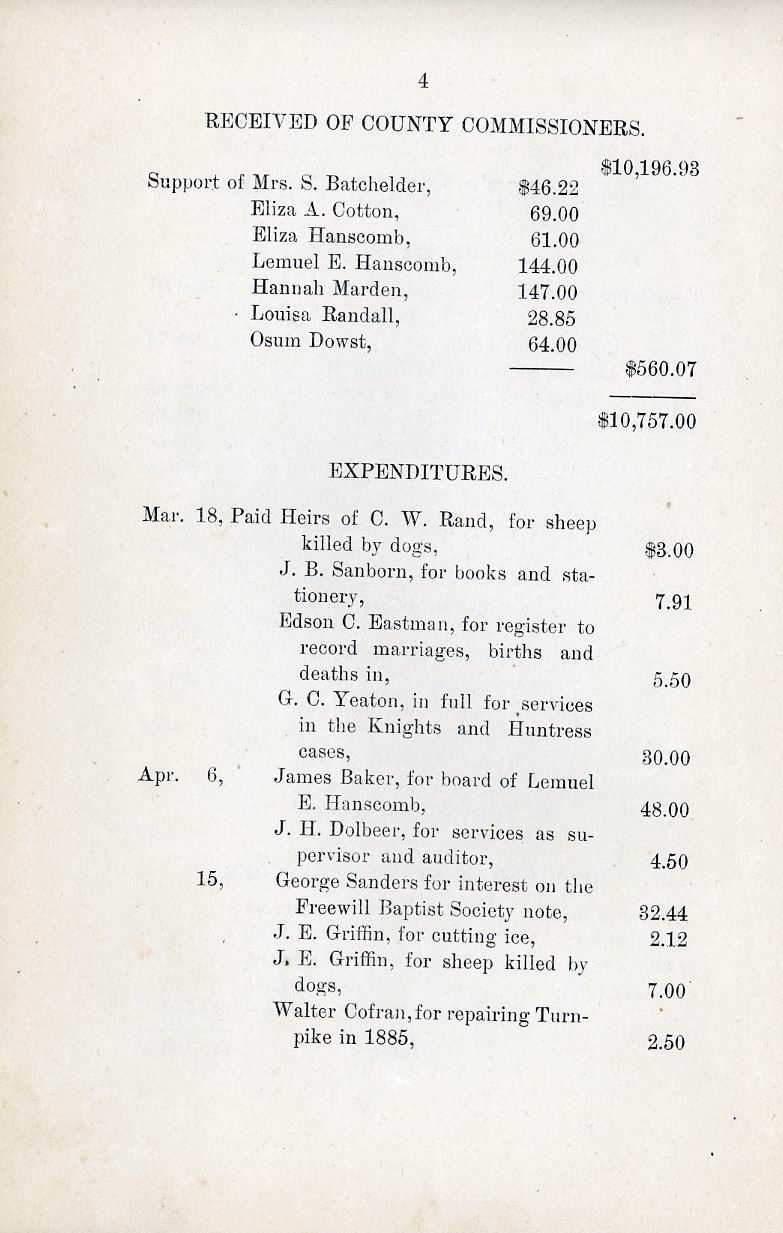 4
RECEIVED OF COUNTY COMMISSIONERS.
$10,196.93
Support of Mrs. S. Batchelder, $46.22
Eliza A. Cotton, 69.00
Eliza Hanscomb, 61.00
Lemuel E. Hanscomb, 144.00
Hannah Marden, 147.00
Louisa Randall, 28.85
Osum Dowst, 64.00
$560.07
$10,757.00
EXPENDITURES.
Mar. 18, Paid Heirs of C. W. Rand, for sheep
killed by dogs, $3.00
J. B. Sanborn, for books and sta-
tionery, 7.91
Edson C. Eastman, for register to
record marriages, births and
deaths in, 5.50
G. C. Yeaton, in full for services
in the Knights and Huntress
cases, 30.00
Apr. 6, James Baker, for board of Lemuel
E. Hanscomb, 48.00
J. H. Dolbeer, for services as su-
pervisor and auditor, 4.50
15, George Sanders for interest on the
Freewill Baptist Society note, 32.44
J. E. Griffin, for cutting ice, 2.12
J. E. Griffin, for sheep killed by
dogs, 7.00
Walter Cofran, for repairing Turn-
pike in 1885, 2.50